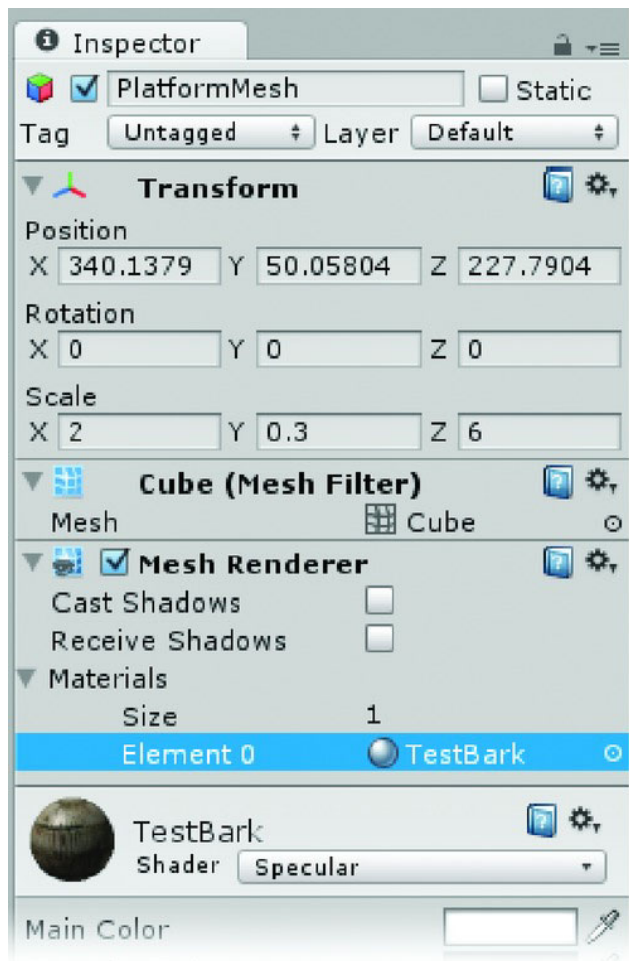 Inspector
PlatformMesh Static
Tag Untagged Layer Default
Transform
Position
X 340.1379 Y 50.05804 Z 227.7904
Rotation
X 0 Y 0 Z 0
Scale
X 2 Y 0.3 Z 6
Cube (Mesh Filter)
Mesh Cube
Mesh Renderer
Cast Shadows
Receive Shadows
Materials
Size 1
Element 0 TestBark
TestBark
Shader Specular
Main Color